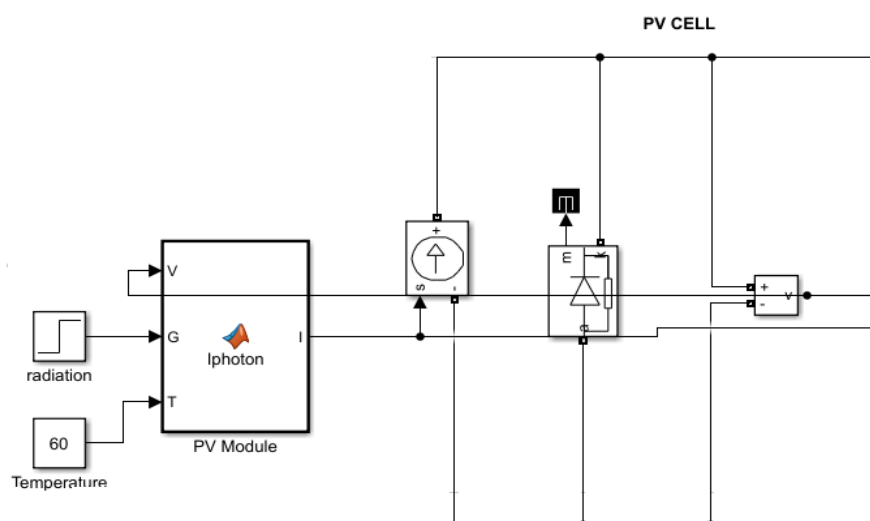 PV CELL
m
+
s
-
m
k
a
V
G
T
Iphoton
I
+
-
v
radiation
60
PV Module
Temperature